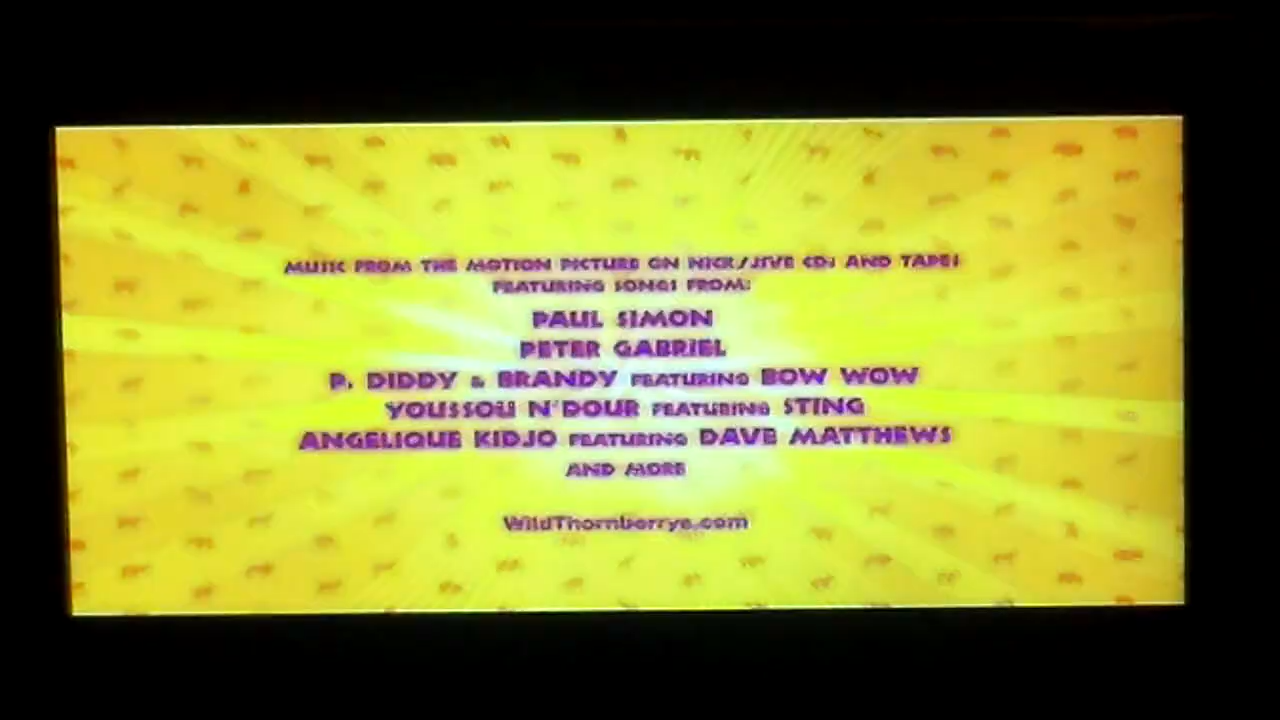 MUSIC FROM THE MOTION PICTURE ON NICK/JIVE CDs AND TAPES
FEATURING SONGS FROM:
PAUL SIMON
PETER GABRIEL
P. DIDDY & BRANDY FEATURING BOW WOW
YOUSSOU N'DOUR FEATURING STING
ANGELIQUE KIDJO FEATURING DAVE MATTHEWS
AND MORE
WildThornberrys.com